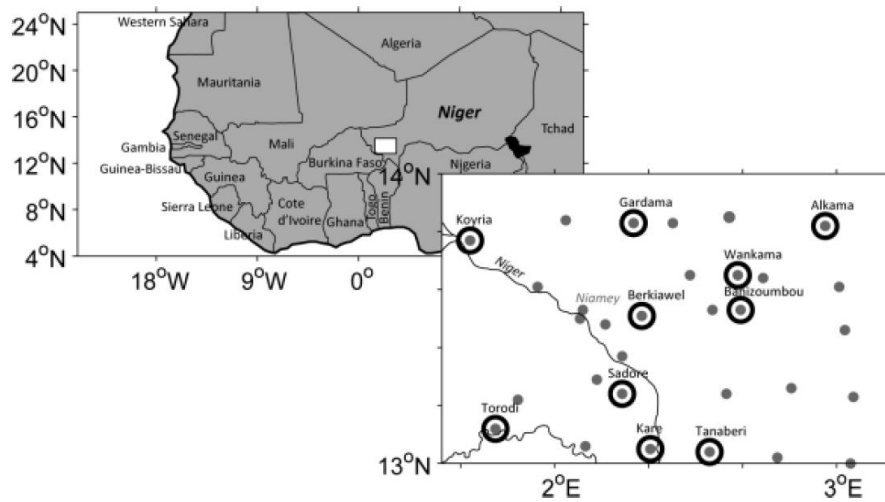 24°N
Western Sahara
Algeria
20°N
Mauritania
Niger
16°N
Tchad
Senegal
Mali
Gambia
12°N
Burkina Faso
Nigeria
14°N
Guinea-Bissau
Guinea
Togo
Benin
8°N
Sierra Leone
Cote
d'Ivoire
Ghana
Liberia
4°N
18°W
9°W
0°
Gardama
Alkama
Koyria
Wankama
Niger
Niamey
Berkiawel
Banizoumbou
Sadore
Torodi
Kare
Tanaberi
13°N
2°E
3°E